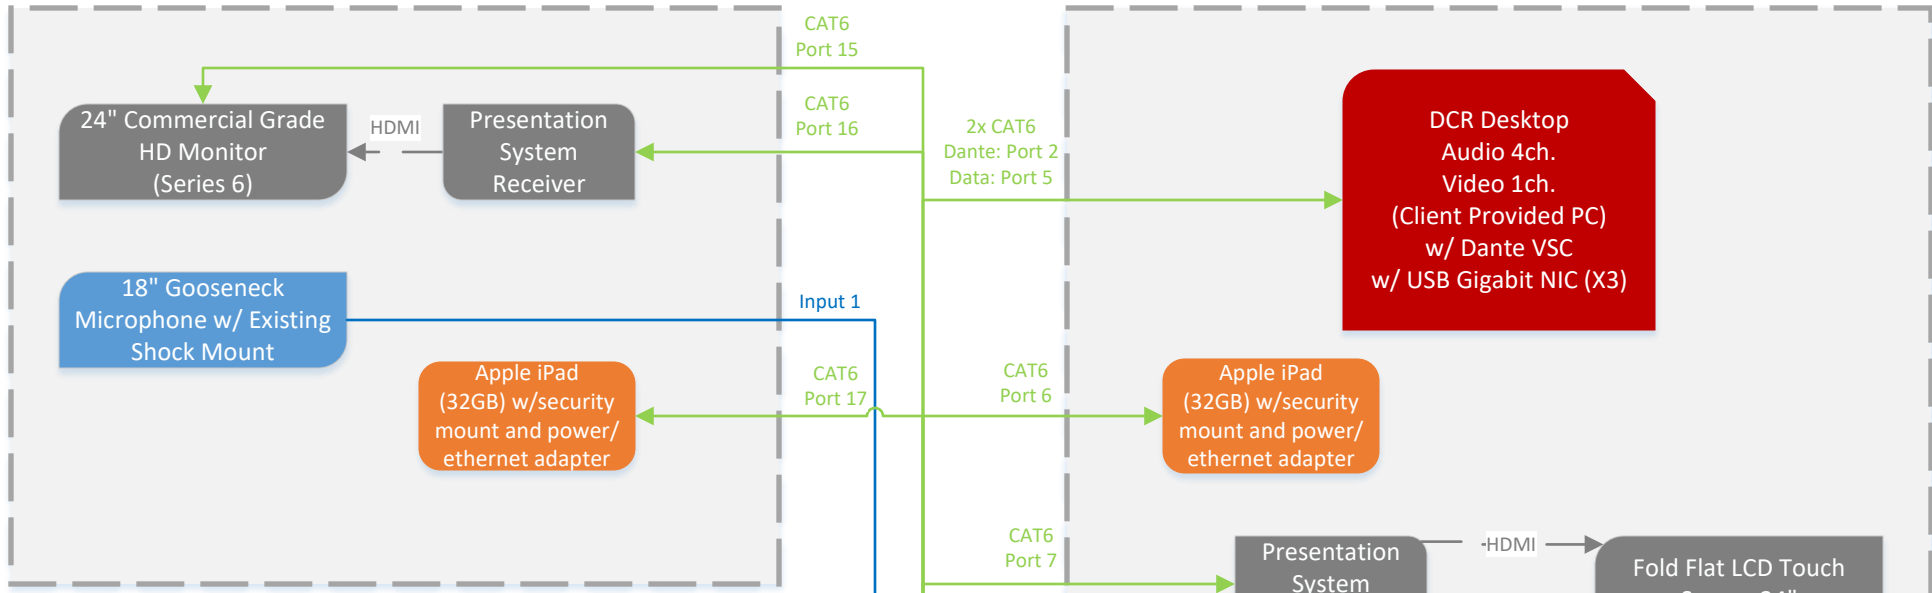 CAT6
Port 15
24" Commercial Grade
HD Monitor
(Series 6)
HDMI
Presentation
System
Receiver
CAT6
Port 16
2x CAT6
Dante: Port 2
Data: Port 5
DCR Desktop
Audio 4ch.
Video 1ch.
(Client Provided PC)
w/ Dante VSC
w/ USB Gigabit NIC (X3)
18" Gooseneck
Microphone w/ Existing
Shock Mount
Input 1
Apple iPad
(32GB) w/security
mount and power/
ethernet adapter
CAT6
Port 17
CAT6
Port 6
Apple iPad
(32GB) w/security
mount and power/
ethernet adapter
CAT6
Port 7
Presentation
System
HDMI
Fold Flat LCD Touch